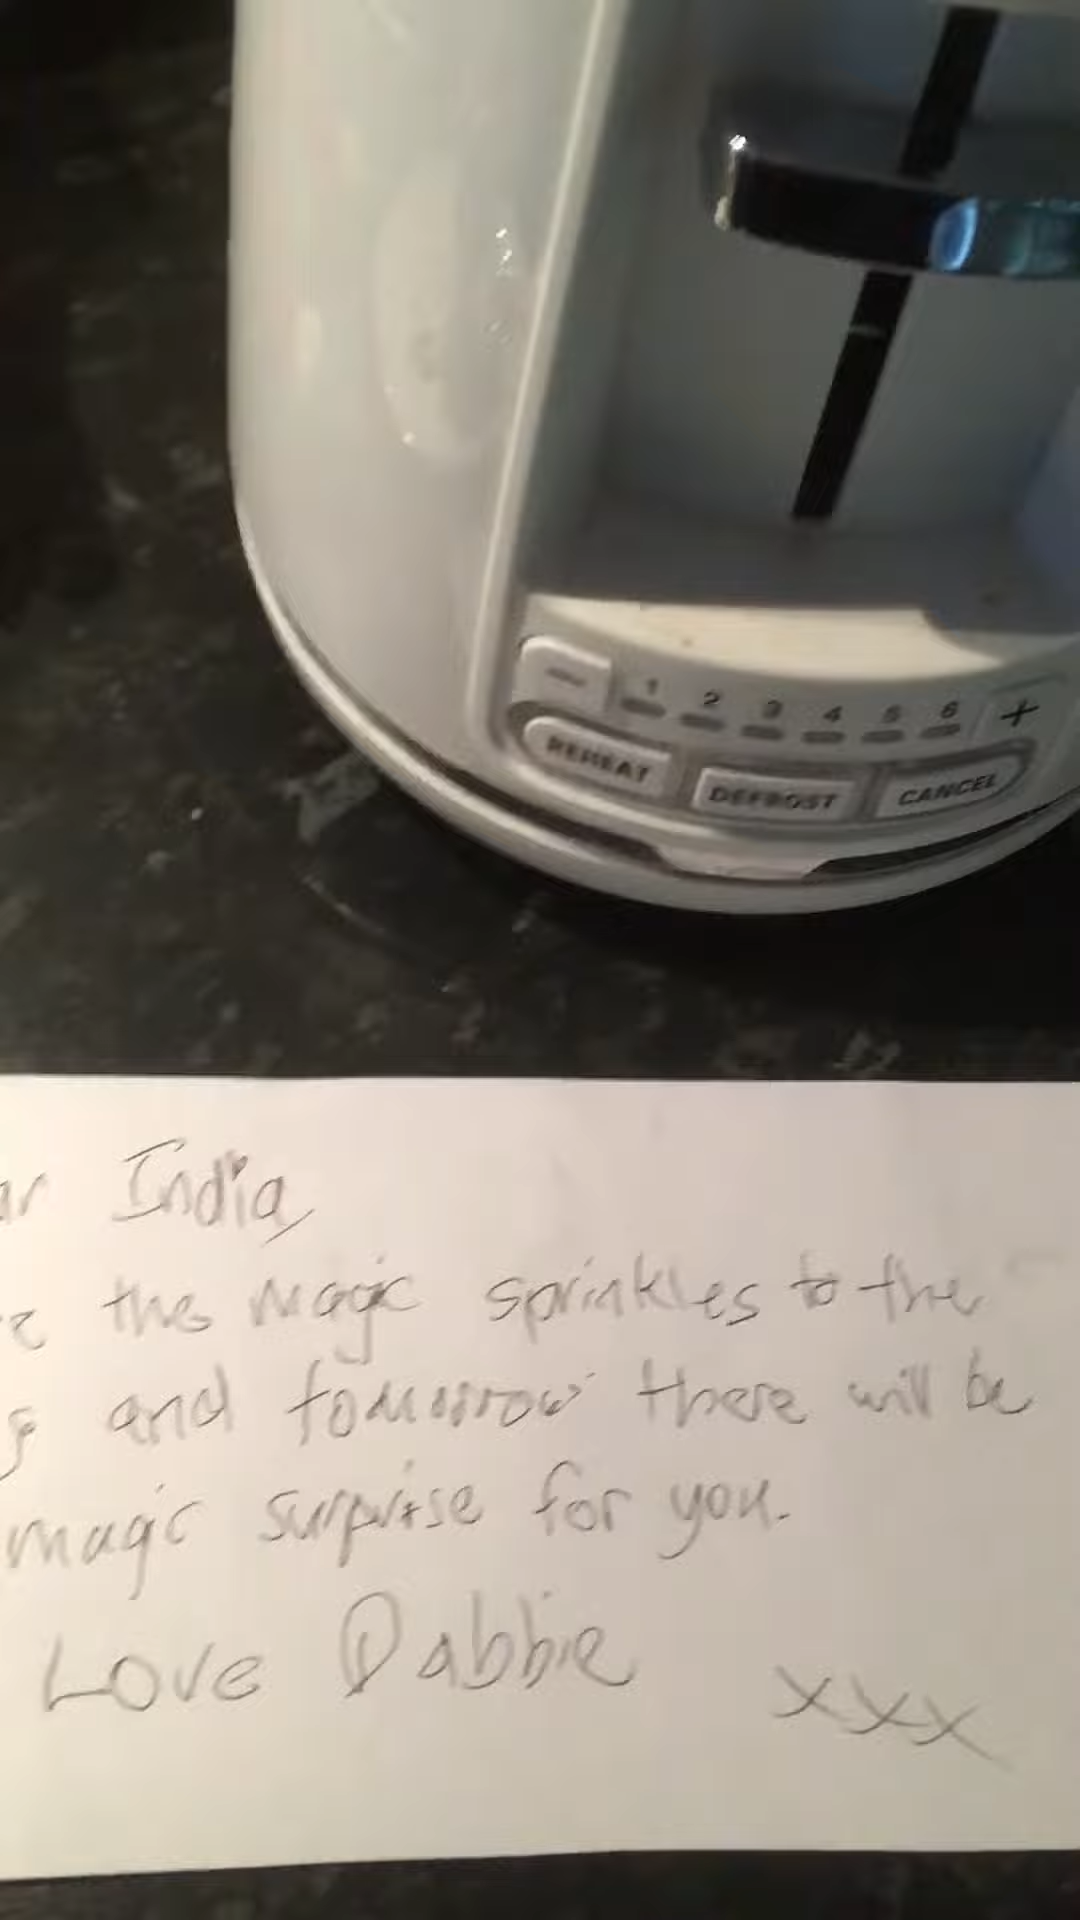 1 2 3 4 5 6 +
REHEAT DEFROST CANCEL
ar India,
the magic sprinkles to the
and tomorrow there will be
magic surprise for you.
Love Dabbie xxx